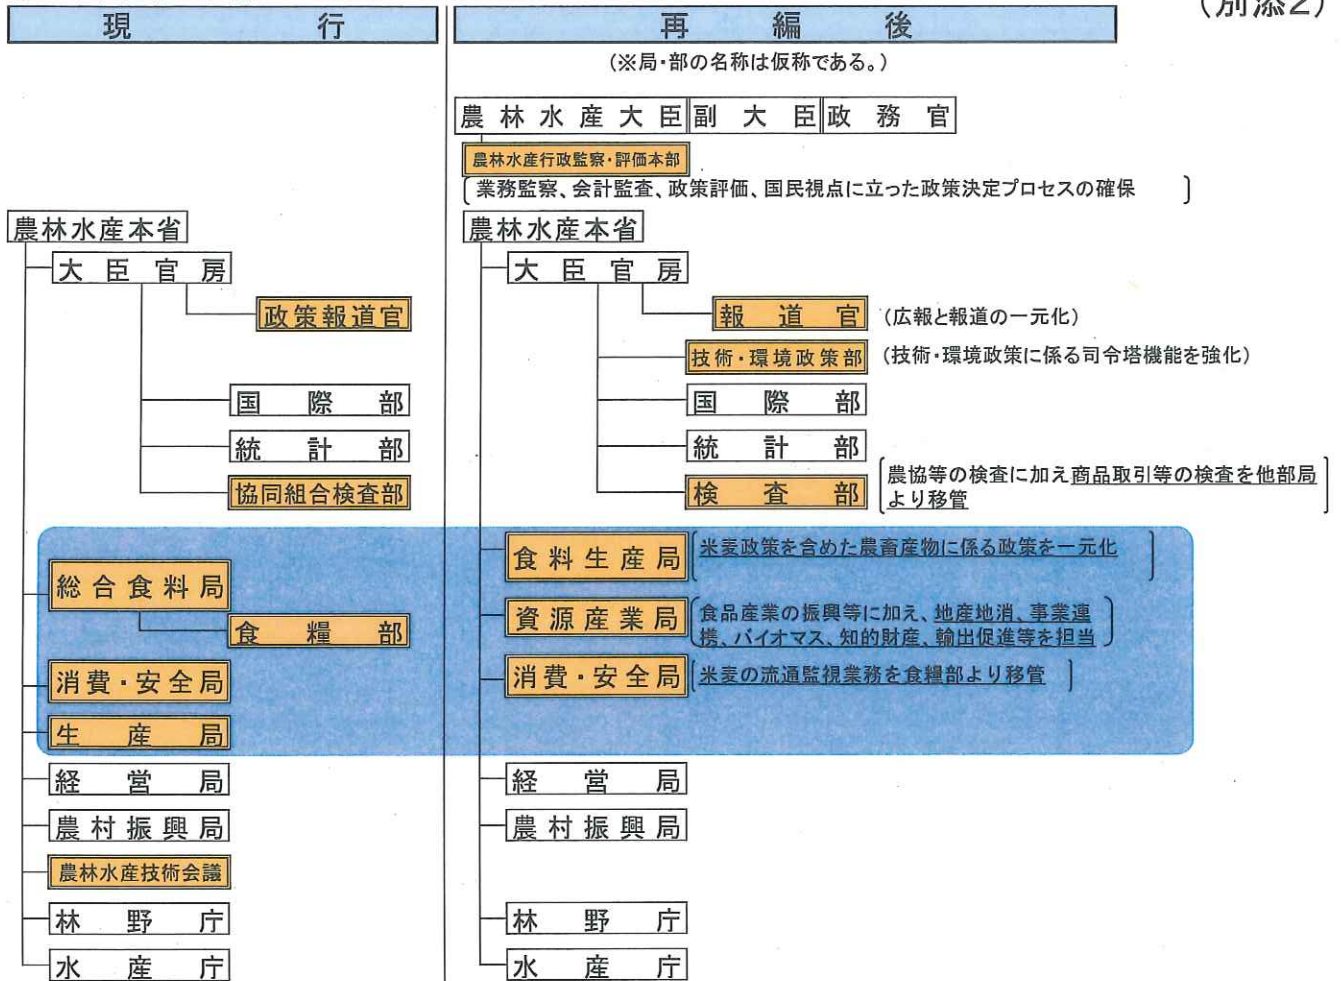 （別添2）
現行
再編後
（※局・部の名称は仮称である。）
農林水産大臣 副大臣 政務官
農林水産行政監察・評価本部
業務監察、会計監査、政策評価、国民視点に立った政策決定プロセスの確保
農林水産本省
大臣官房
政策報道官
国際部
統計部
協同組合検査部
総合食料局
食糧部
消費・安全局
生産局
経営局
農村振興局
農林水産技術会議
林野庁
水産庁
農林水産本省
大臣官房
報道官
（広報と報道の一元化）
技術・環境政策部
（技術・環境政策に係る司令塔機能を強化）
国際部
統計部
検査部
農協等の検査に加え商品取引等の検査を他部局
より移管
食料生産局
米麦政策を含めた農畜産物に係る政策を一元化
資源産業局
食品産業の振興等に加え、地産地消、事業連
携、バイオマス、知的財産、輸出促進等を担当
消費・安全局
米麦の流通監視業務を食糧部より移管
経営局
農村振興局
林野庁
水産庁